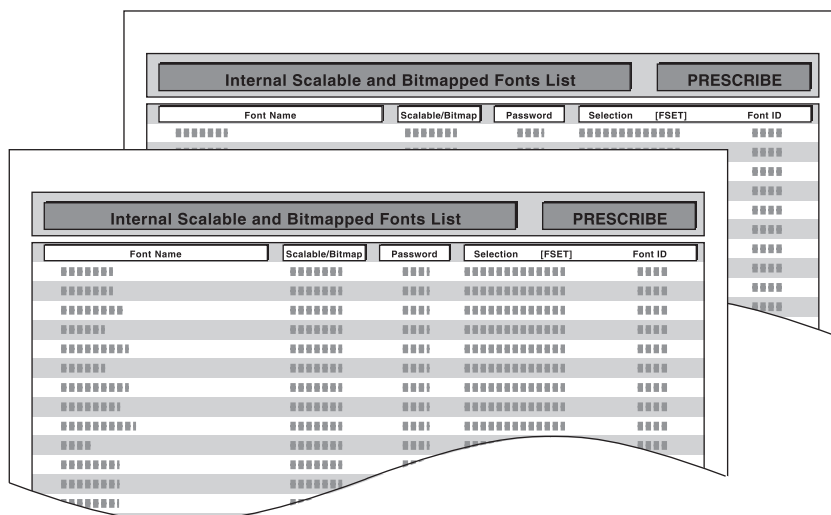 Internal Scalable and Bitmapped Fonts List PRESCRIBE
Font Name Scalable/Bitmap Password Selection [FSET] Font ID
Internal Scalable and Bitmapped Fonts List PRESCRIBE
Font Name Scalable/Bitmap Password Selection [FSET] Font ID